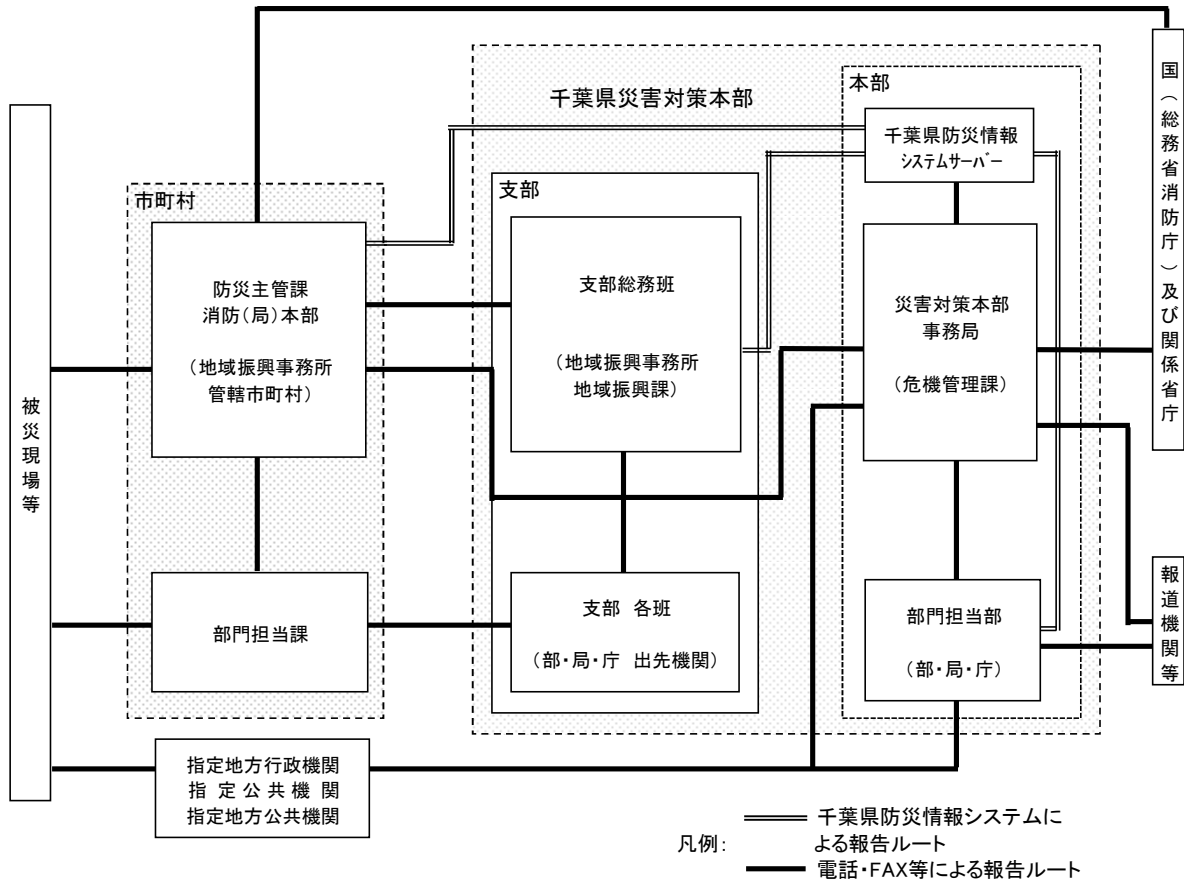 千葉県災害対策本部
本部
千葉県防災情報
システムサーバー
市町村
防災主管課
消防(局)本部
(地域振興事務所
管轄市町村)
部門担当課
支部
支部総務班
(地域振興事務所
地域振興課)
支部 各班
(部・局・庁 出先機関)
災害対策本部
事務局
(危機管理課)
部門担当部
(部・局・庁)
被災現場等
国(総務省消防庁)及び関係省庁
報道機関等
指定地方行政機関
指定公共機関
指定地方公共機関
凡例:
千葉県防災情報システムに
よる報告ルート
電話・FAX等による報告ルート